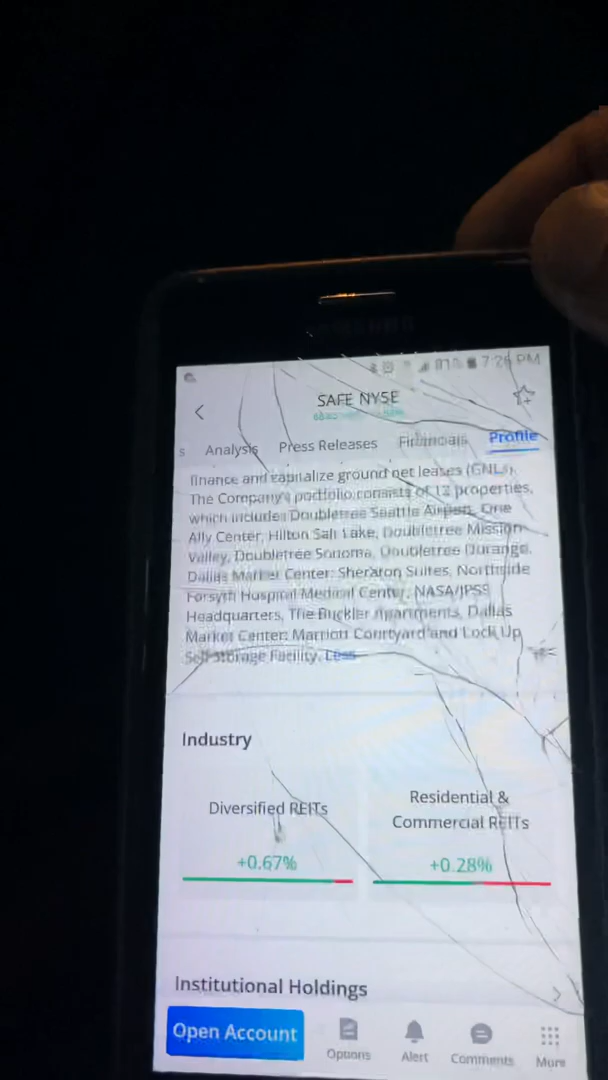 SAMSUNG
81% 7:26 PM
SAFE NYSE
s Analysis Press Releases Financials Profile
finance and capitalize ground net leases (GNLs).
The Company's portfolio consists of 12 properties,
which include: Doubletree Seattle Airport, One
Ally Center, Hilton Salt Lake, Doubletree Mission
Valley, Doubletree Sonoma, Doubletree Durango,
Dallas Market Center: Sheraton Suites, Northside
Forsyth Hospital Medical Center, NASA/JPSS
Headquarters, The Buckler Apartments, Dallas
Market Center: Marriott Courtyard and Lock Up
Self Storage Facility. Less
Industry
Diversified REITs
+0.67%
Residential &
Commercial REITs
+0.28%
Institutional Holdings
Open Account Options Alert Comments More